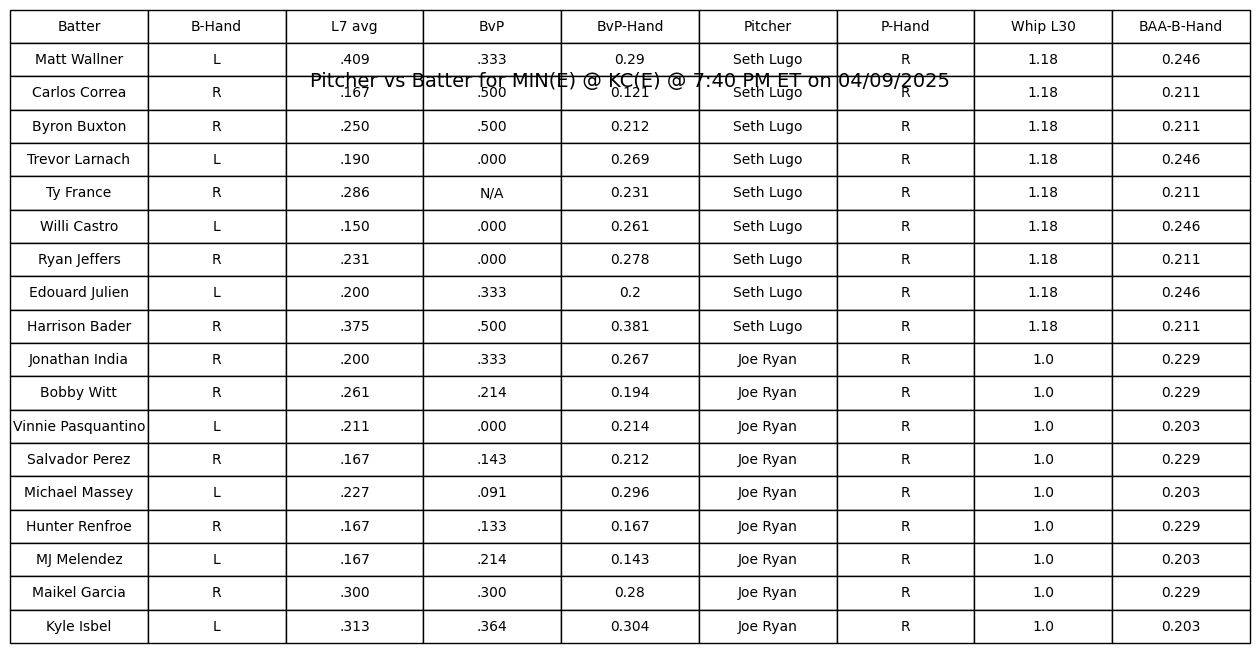 Batter B-Hand L7 avg BvP BvP-Hand Pitcher P-Hand Whip L30 BAA-B-Hand
Matt Wallner L .409 .333 0.29 Seth Lugo R 1.18 0.246
Pitcher vs Batter for MIN(E) @ KC(E) @ 7:40 PM ET on 04/09/2025
Carlos Correa R .167 .500 0.121 Seth Lugo R 1.18 0.211
Byron Buxton R .250 .500 0.212 Seth Lugo R 1.18 0.211
Trevor Larnach L .190 .000 0.269 Seth Lugo R 1.18 0.246
Ty France R .286 N/A 0.231 Seth Lugo R 1.18 0.211
Willi Castro L .150 .000 0.261 Seth Lugo R 1.18 0.246
Ryan Jeffers R .231 .000 0.278 Seth Lugo R 1.18 0.211
Edouard Julien L .200 .333 0.2 Seth Lugo R 1.18 0.246
Harrison Bader R .375 .500 0.381 Seth Lugo R 1.18 0.211
Jonathan India R .200 .333 0.267 Joe Ryan R 1.0 0.229
Bobby Witt R .261 .214 0.194 Joe Ryan R 1.0 0.229
Vinnie Pasquantino L .211 .000 0.214 Joe Ryan R 1.0 0.203
Salvador Perez R .167 .143 0.212 Joe Ryan R 1.0 0.229
Michael Massey L .227 .091 0.296 Joe Ryan R 1.0 0.203
Hunter Renfroe R .167 .133 0.167 Joe Ryan R 1.0 0.229
MJ Melendez L .167 .214 0.143 Joe Ryan R 1.0 0.203
Maikel Garcia R .300 .300 0.28 Joe Ryan R 1.0 0.229
Kyle Isbel L .313 .364 0.304 Joe Ryan R 1.0 0.203